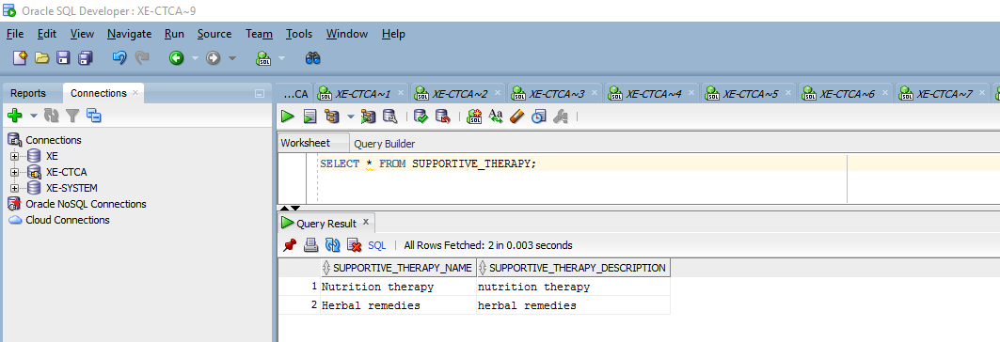 Oracle SQL Developer : XE-CTCA~9
File Edit View Navigate Run Source Team Tools Window Help
Reports Connections
...CA XE-CTCA~1 XE-CTCA~2 XE-CTCA~3 XE-CTCA~4 XE-CTCA~5 XE-CTCA~6 XE-CTCA~7
Connections
XE
XE-CTCA
XE-SYSTEM
Oracle NoSQL Connections
Cloud Connections
Worksheet Query Builder
SELECT * FROM SUPPORTIVE_THERAPY;
Query Result
SQL | All Rows Fetched: 2 in 0.003 seconds
SUPPORTIVE_THERAPY_NAME SUPPORTIVE_THERAPY_DESCRIPTION
1 Nutrition therapy nutrition therapy
2 Herbal remedies herbal remedies